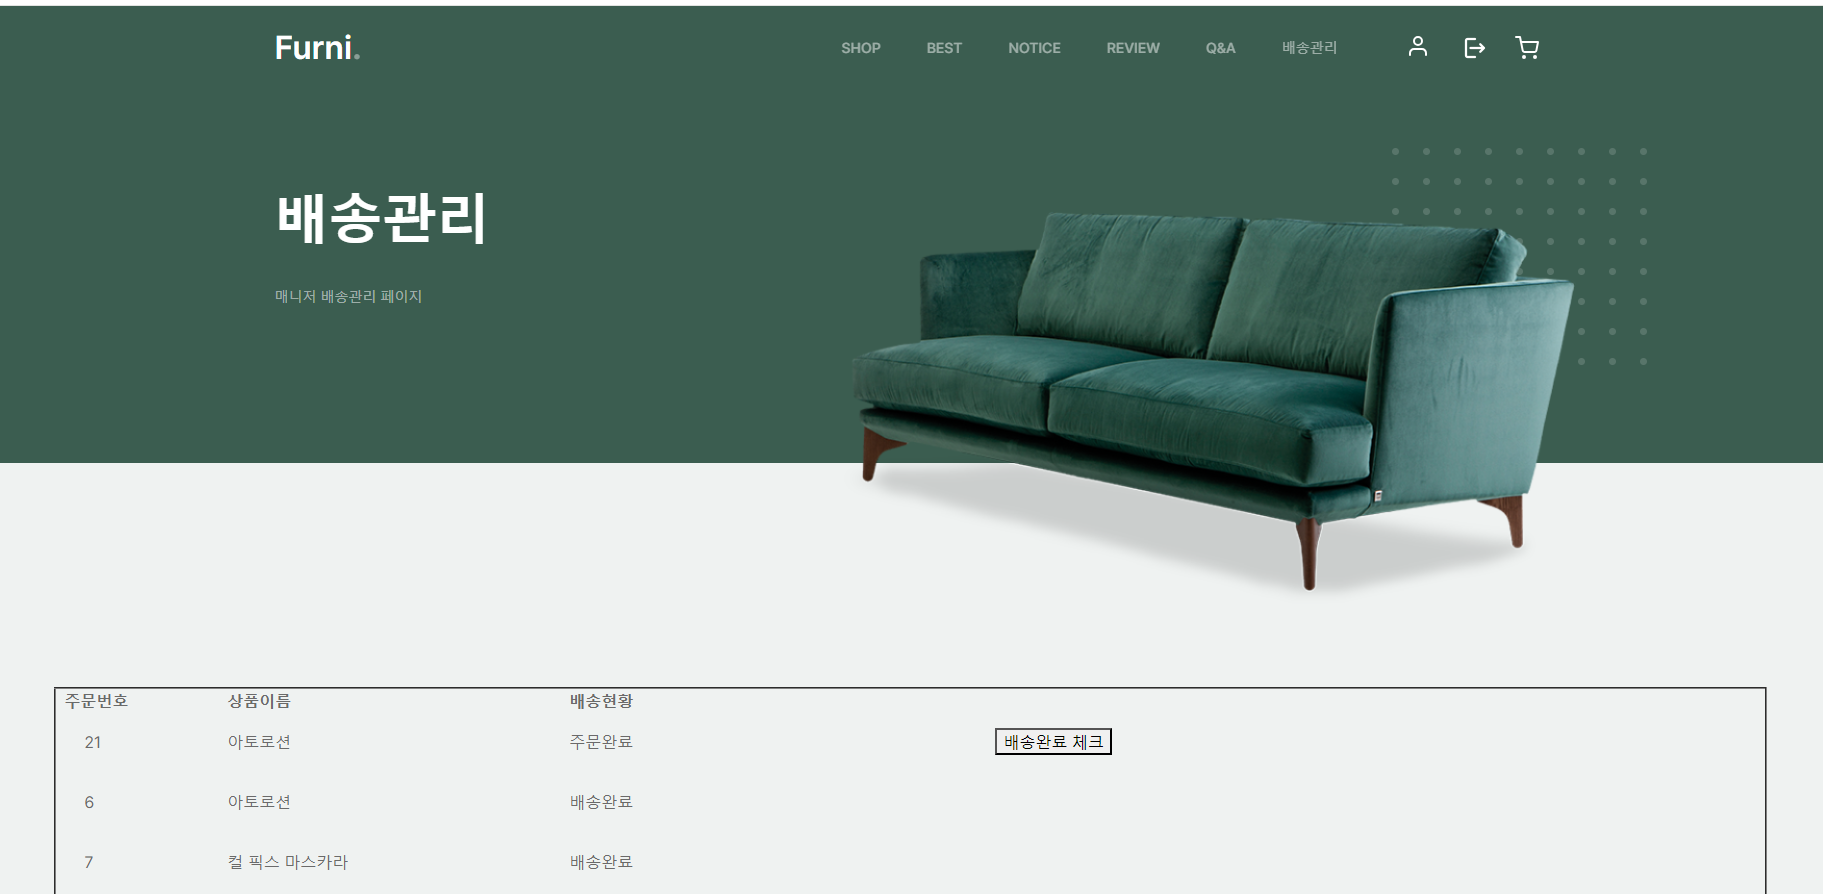 Furni.
SHOP BEST NOTICE REVIEW Q&A 배송관리
배송관리
매니저 배송관리 페이지
주문번호 상품이름 배송현황
21 아토로션 주문완료 배송완료 체크
6 아토로션 배송완료
7 컬 픽스 마스카라 배송완료